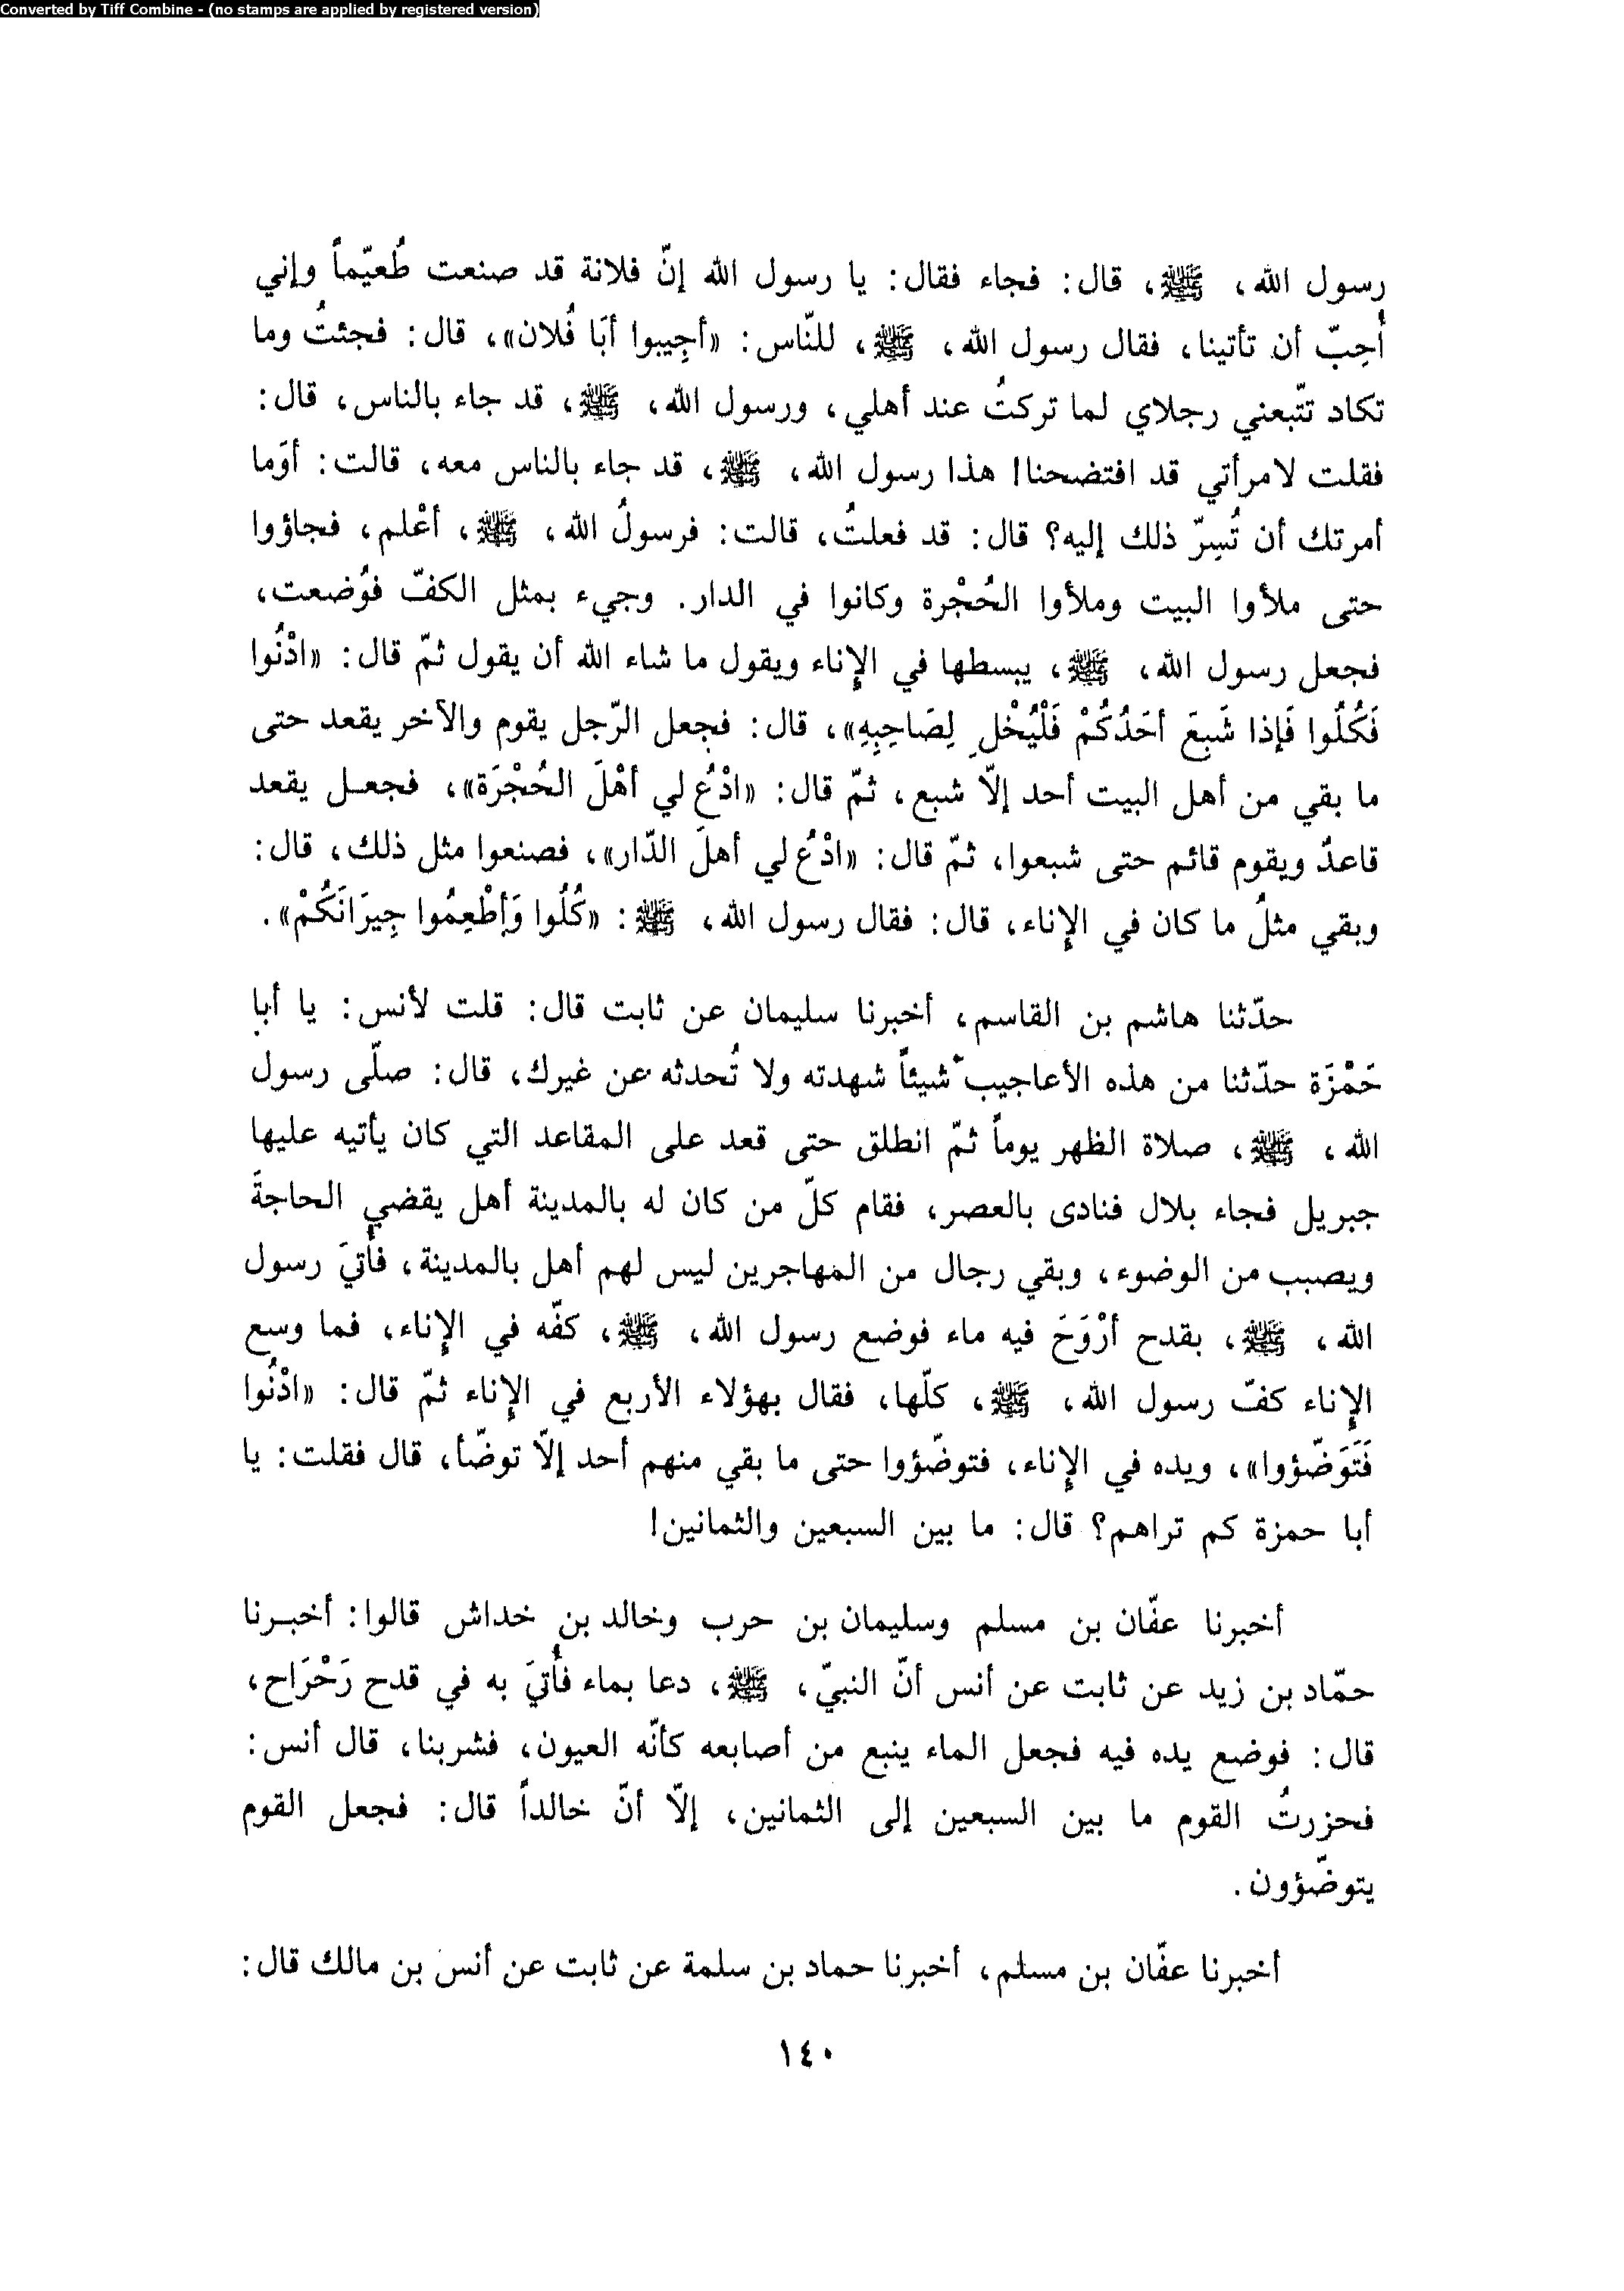 Converted by Tiff Combine - (no stamps are applied by registered version)
رسول الله، ﷺ، قال: فجاء فقال: يا رسول الله إنّ فلانة قد صنعت طُعيّماً وإني
أُحِبّ أن تأتينا، فقال رسول الله، ﷺ، للنّاس: «أجِيبوا أبَا فُلان»، قال: فجئتُ وما
تكاد تتّبعني رجلاي لما تركتُ عند أهلي، ورسول الله، ﷺ، قد جاء بالناس، قال:
فقلت لامرأتي قد افتضحنا! هذا رسول الله، ﷺ، قد جاء بالناس معه، قالت: أوَما
أمرتك أن تُسِرّ ذلك إليه؟ قال: قد فعلتُ، قالت: فرسولُ الله، ﷺ، أعْلم، فجاؤوا
حتى ملأوا البيت وملأوا الحُجْرة وكانوا في الدار. وجيء بمثل الكفّ فوُضعت،
فجعل رسول الله، ﷺ، يبسطها في الإِناء ويقول ما شاء الله أن يقول ثمّ قال: «ادْنُوا
فَكُلُوا فَإذا شَبِعَ أحَدُكُمْ فَلْيُخْلِ لِصَاحِبِهِ»، قال: فجعل الرّجل يقوم والآخر يقعد حتى
ما بقي من أهل البيت أحد إلّا شبع، ثمّ قال: «ادْعُ لي أهْلَ الحُجْرَة»، فجعل يقعد
قاعدٌ ويقوم قائم حتى شبعوا، ثمّ قال: «ادْعُ لي أهلَ الدّار»، فصنعوا مثل ذلك، قال:
وبقي مثلُ ما كان في الإِناء، قال: فقال رسول الله، ﷺ: «كُلُوا وَأطْعِمُوا جِيرَانَكُمْ».
حدّثنا هاشم بن القاسم، أخبرنا سليمان عن ثابت قال: قلت لأنس: يا أبا
حَمْزَة حدّثنا من هذه الأعاجيب شيئاً شهدته ولا تُحدثه عن غيرك، قال: صلّى رسول
الله، ﷺ، صلاة الظهر يوماً ثمّ انطلق حتى قعد على المقاعد التي كان يأتيه عليها
جبريل فجاء بلال فنادى بالعصر، فقام كلّ من كان له بالمدينة أهل يقضي الحاجةَ
ويصبب من الوضوء، وبقي رجال من المهاجرين ليس لهم أهل بالمدينة، فأُتيَ رسول
الله، ﷺ، بقدح أرْوَحَ فيه ماء فوضع رسول الله، ﷺ، كفّه في الإِناء، فما وسع
الإِناء كفّ رسول الله، ﷺ، كلّها، فقال بهؤلاء الأربع في الإِناء ثمّ قال: «ادْنُوا
فَتَوَضّؤوا»، ويده في الإِناء، فتوضّؤوا حتى ما بقي منهم أحد إلّا توضّأ، قال فقلت: يا
أبا حمزة كم تراهم؟ قال: ما بين السبعين والثمانين!
أخبرنا عفّان بن مسلم وسليمان بن حرب وخالد بن خداش قالوا: أخبرنا
حمّاد بن زيد عن ثابت عن أنس أنّ النبيّ، ﷺ، دعا بماء فأُتيَ به في قدح رَحْرَاح،
قال: فوضع يده فيه فجعل الماء ينبع من أصابعه كأنّه العيون، فشربنا، قال أنس:
فحزرتُ القوم ما بين السبعين إلى الثمانين، إلّا أنّ خالداً قال: فجعل القوم
يتوضّؤون.
أخبرنا عفّان بن مسلم، أخبرنا حماد بن سلمة عن ثابت عن أنس بن مالك قال:
١٤٠